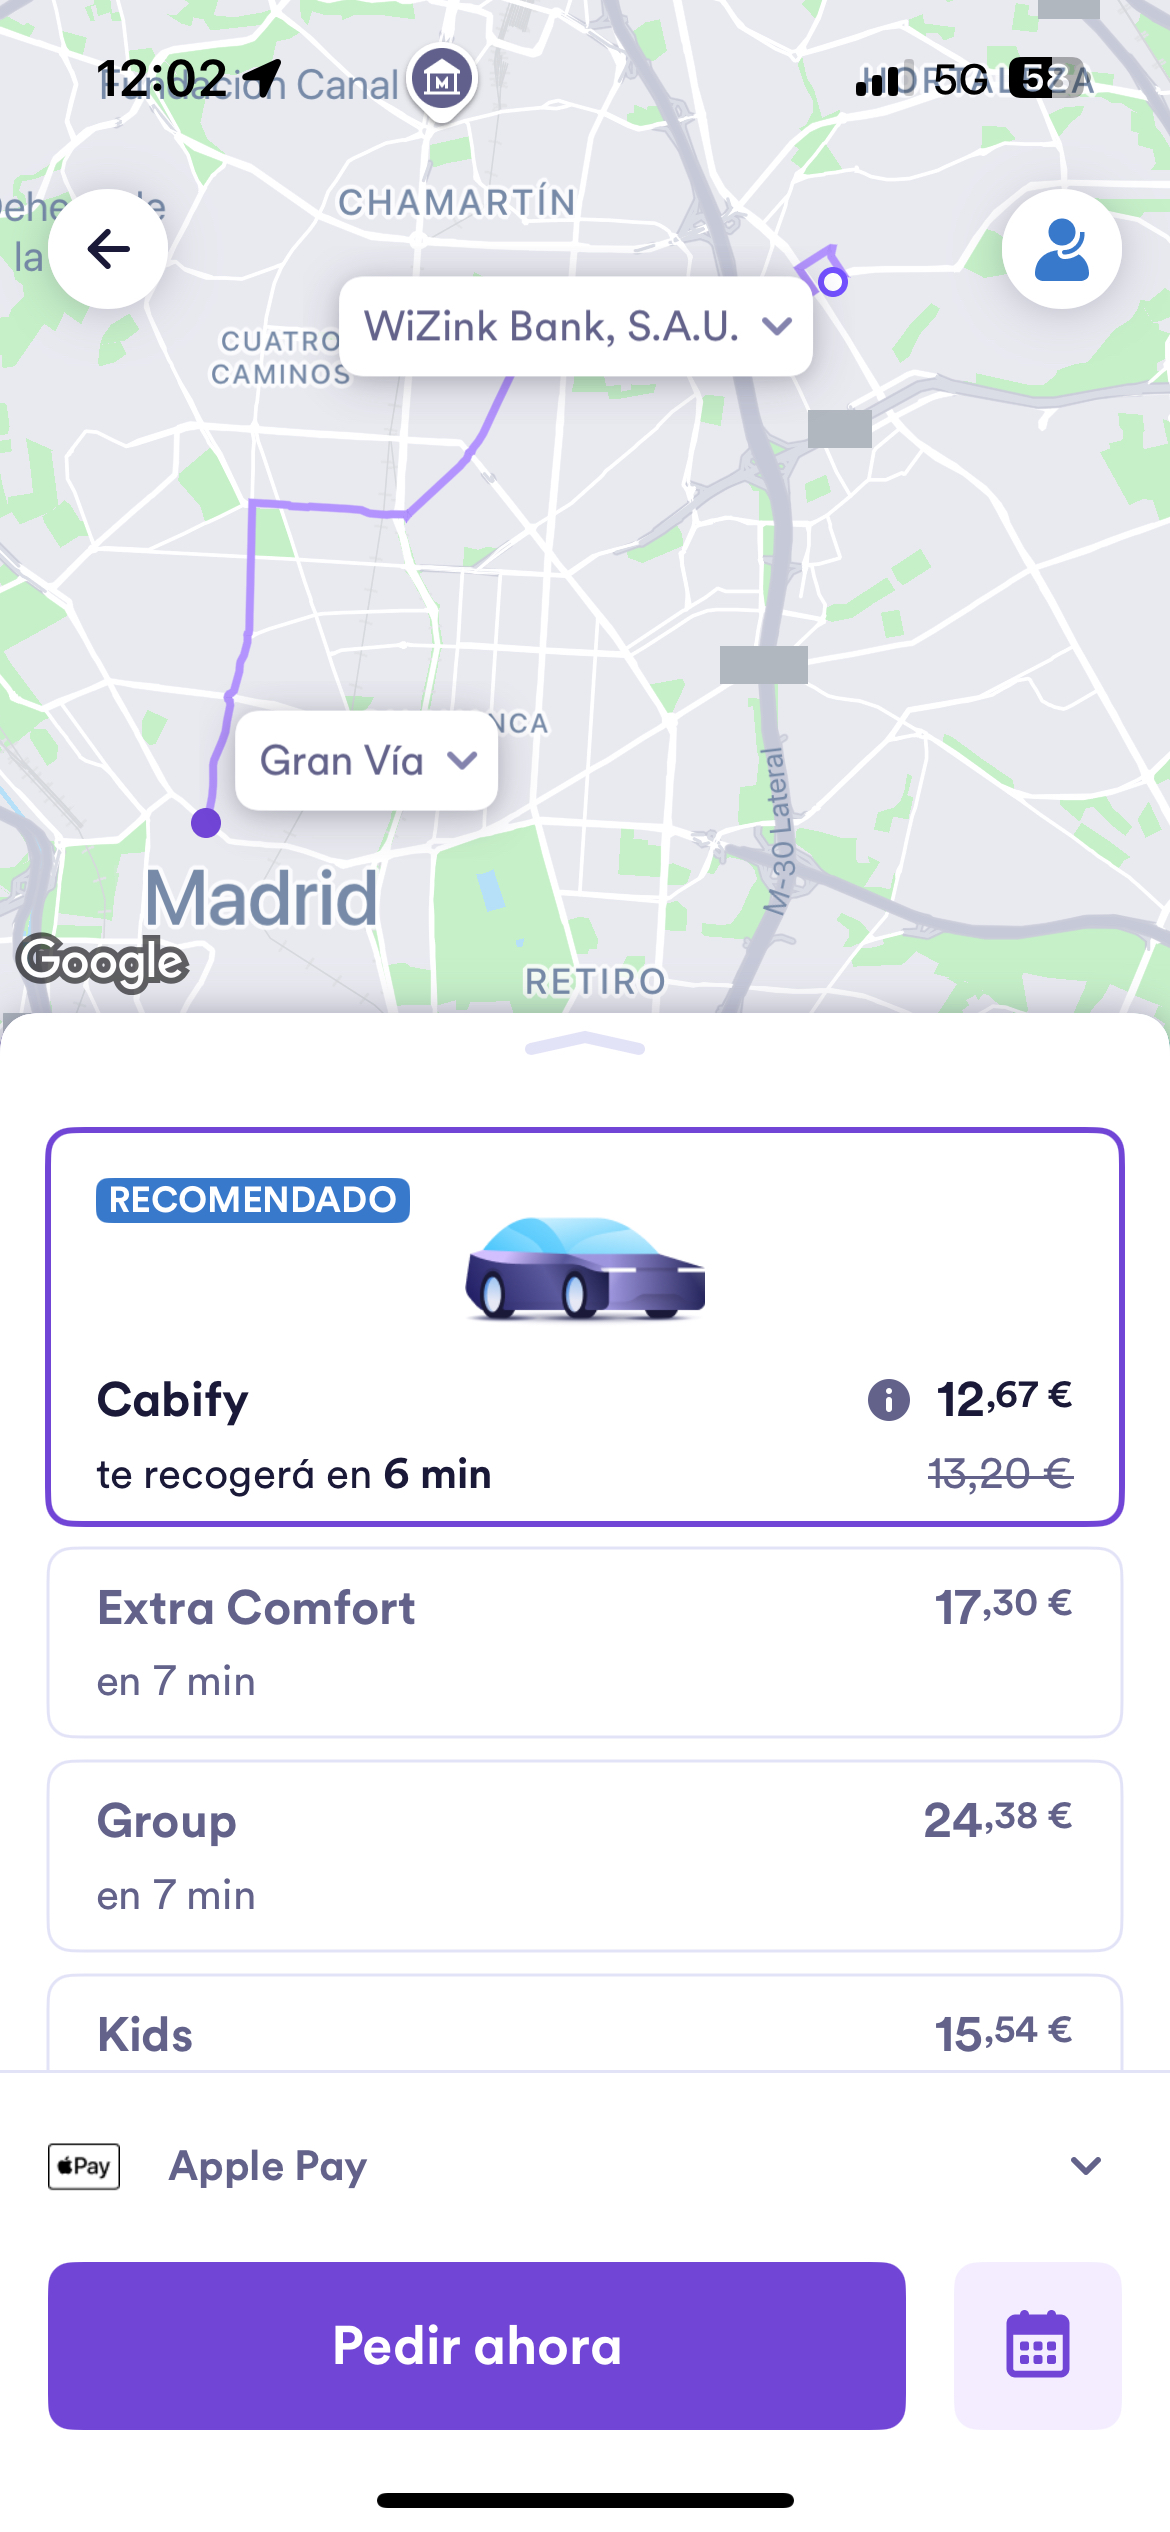 12:02
Fundación Canal
5G
CHAMARTÍN
la
WiZink Bank, S.A.U.
CUATRO
CAMINOS
Gran Vía
NCA
M-30 Lateral
Madrid
Google
RETIRO
RECOMENDADO
Cabify
12,67 €
te recogerá en 6 min
13,20 €
Extra Comfort
17,30 €
en 7 min
Group
24,38 €
en 7 min
Kids
15,54 €
Pay
Apple Pay
Pedir ahora